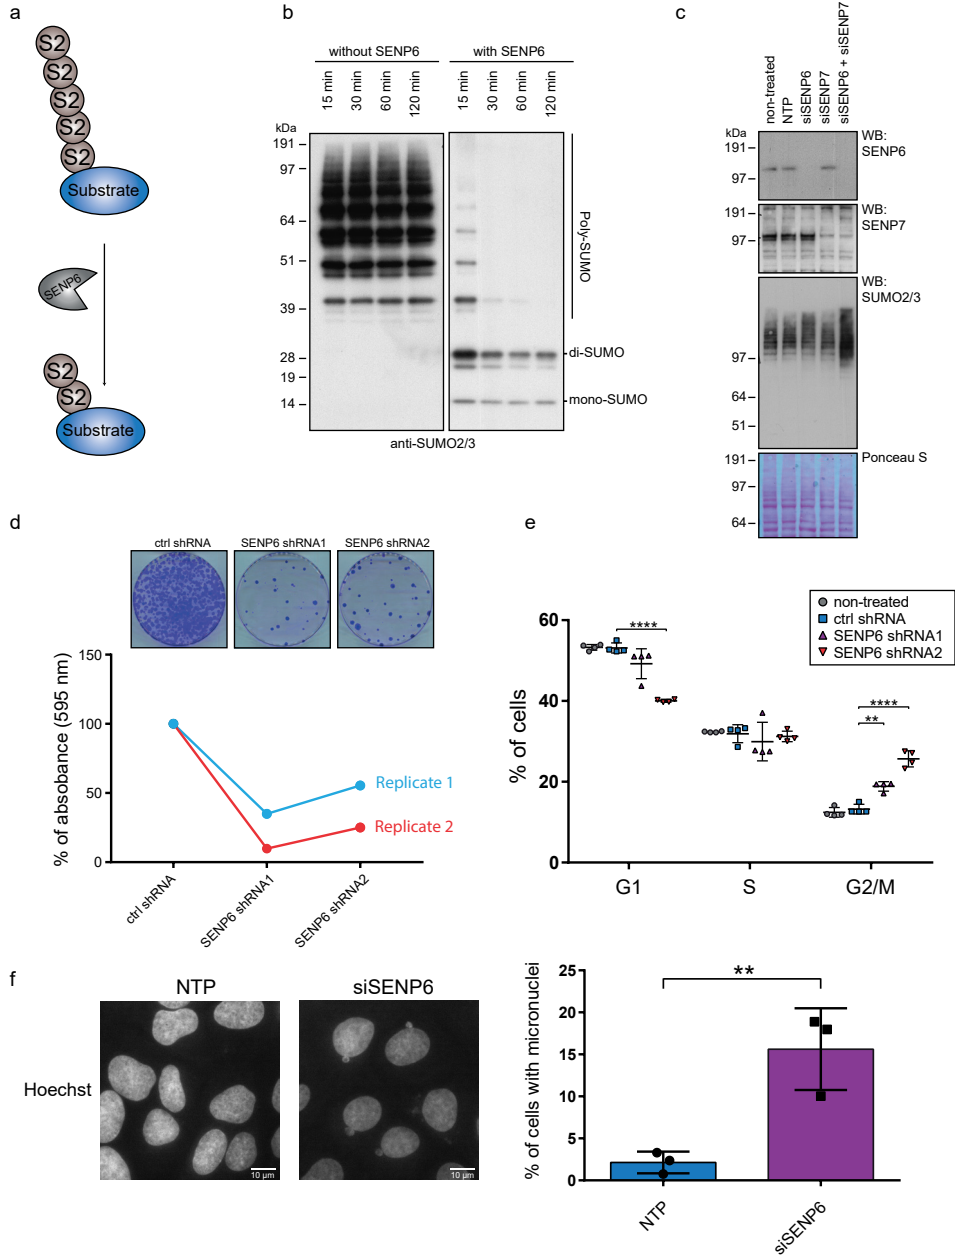 a
S2
S2
S2
S2
S2
Substrate
SENP6
S2
S2
Substrate
b
without SENP6
with SENP6
15 min
30 min
60 min
120 min
15 min
30 min
60 min
120 min
kDa
191
97
64
51
39
28
19
14
Poly-SUMO
di-SUMO
mono-SUMO
anti-SUMO2/3
c
non-treated
NTP
siSENP6
siSENP7
siSENP6 + siSENP7
kDa
191
97
WB:
SENP6
191
97
WB:
SENP7
WB:
SUMO2/3
97
64
51
191
97
64
Ponceau S
d
ctrl shRNA
SENP6 shRNA1
SENP6 shRNA2
% of absobance (595 nm)
150
100
50
0
Replicate 1
Replicate 2
ctrl shRNA
SENP6 shRNA1
SENP6 shRNA2
e
non-treated
ctrl shRNA
SENP6 shRNA1
SENP6 shRNA2
% of cells
60
40
20
0
****
****
**
G1
S
G2/M
f
NTP
siSENP6
Hoechst
10 µm
10 µm
% of cells with micronuclei
25
20
15
10
5
0
**
NTP
siSENP6